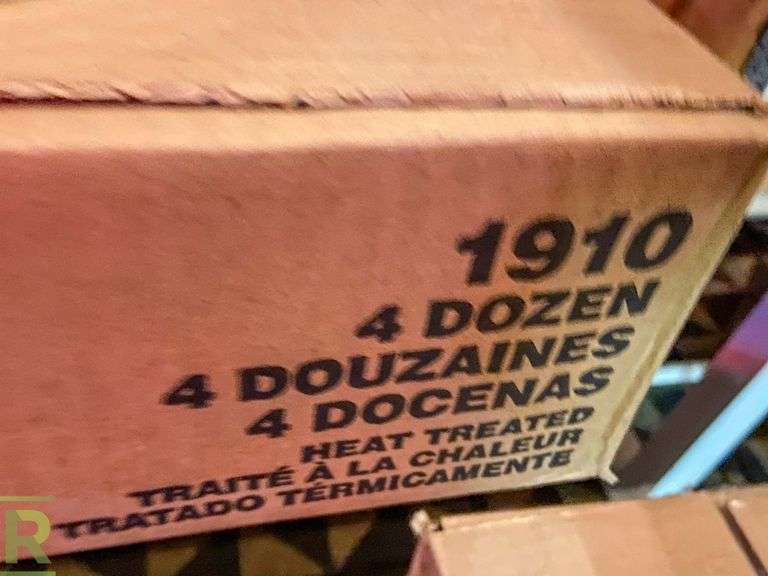 1910
4 DOZEN
4 DOUZAINES
4 DOCENAS
HEAT TREATED
TRAITÉ À LA CHALEUR
TRATADO TÉRMICAMENTE
R